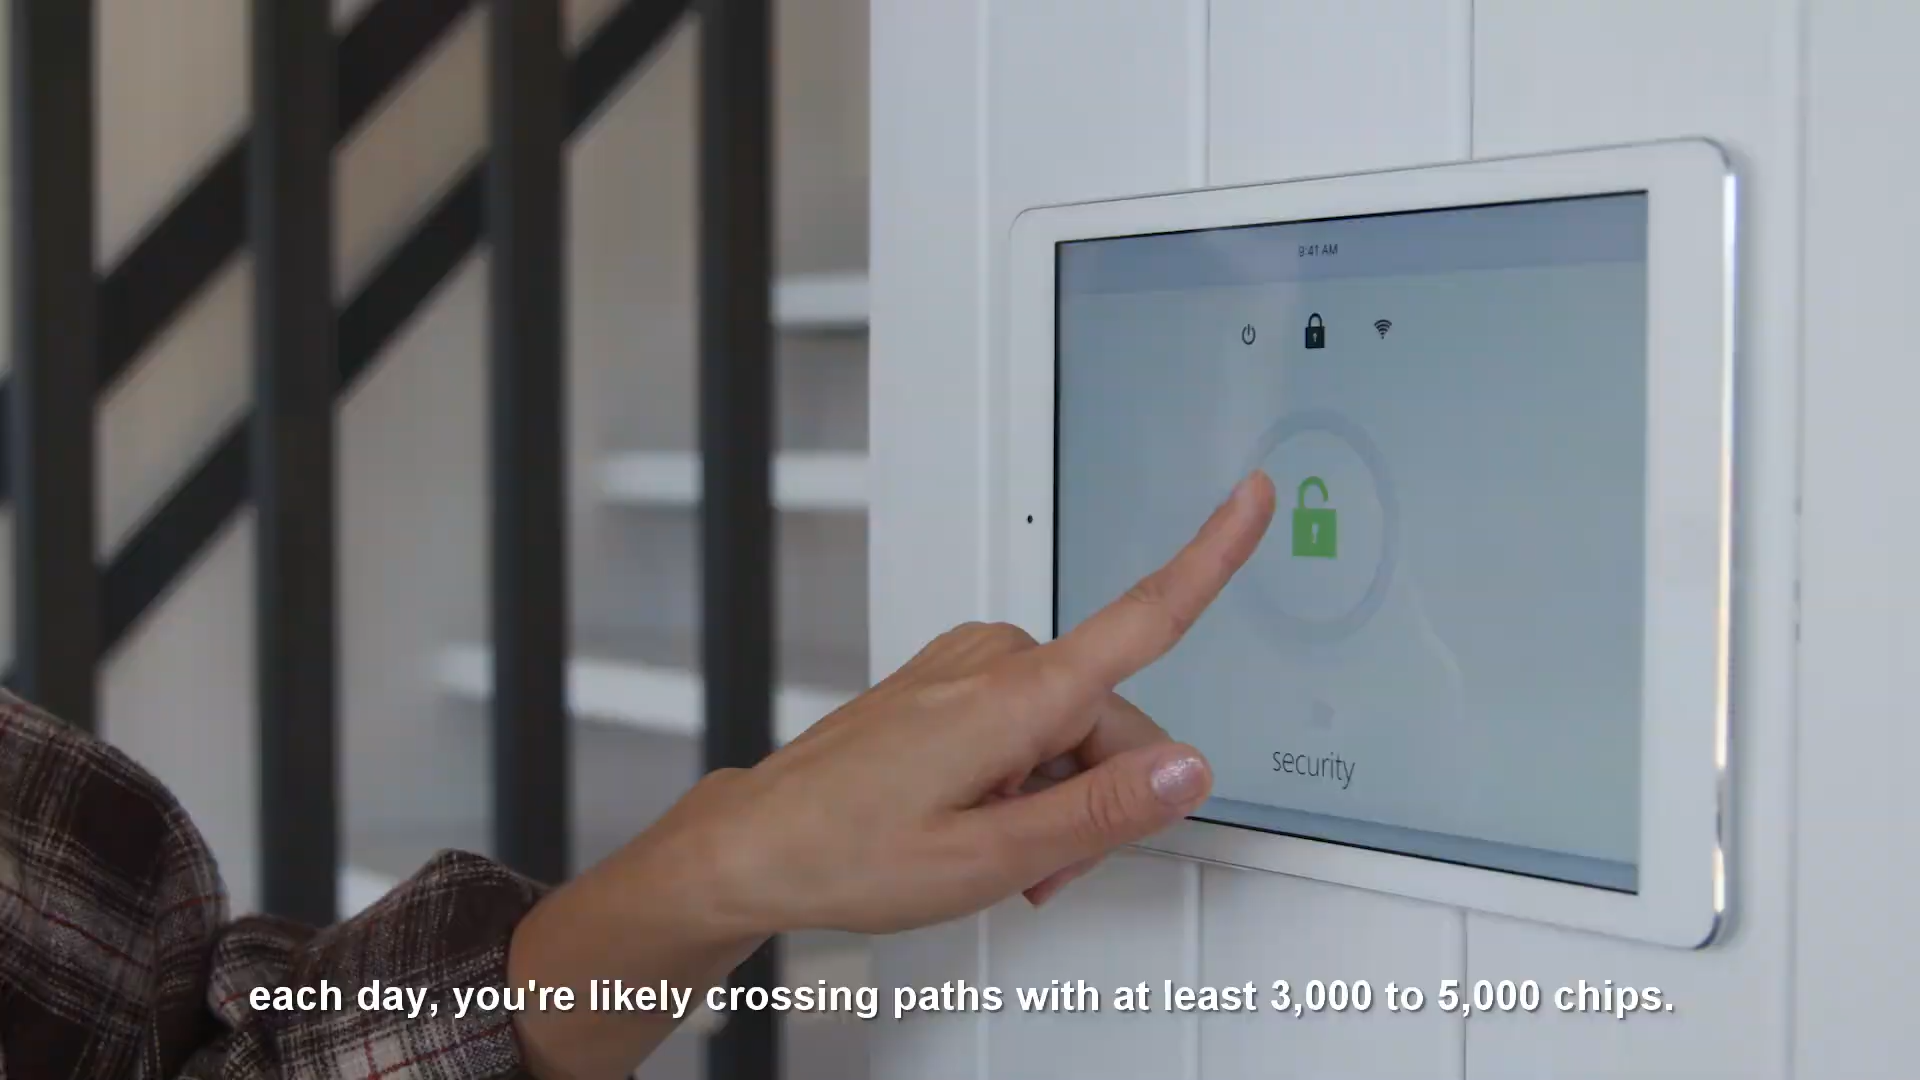 9:41 AM
security
each day, you're likely crossing paths with at least 3,000 to 5,000 chips.